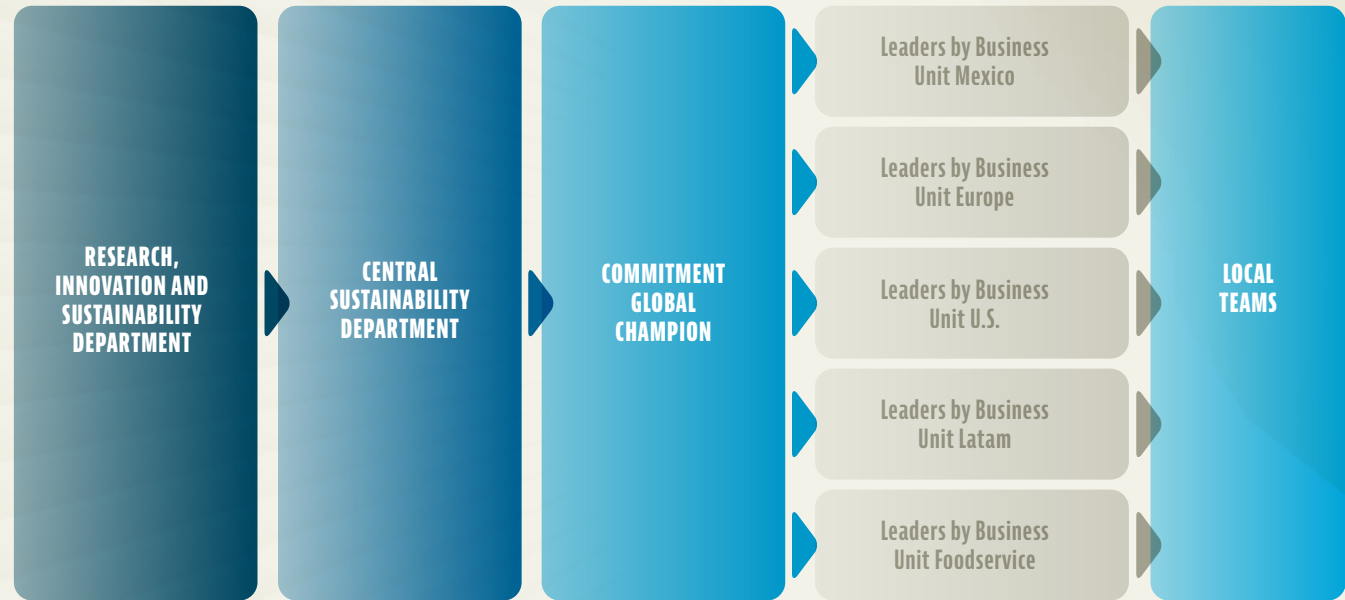 RESEARCH,
INNOVATION AND
SUSTAINABILITY
DEPARTMENT
CENTRAL
SUSTAINABILITY
DEPARTMENT
COMMITMENT
GLOBAL
CHAMPION
Leaders by Business
Unit Mexico
Leaders by Business
Unit Europe
Leaders by Business
Unit U.S.
Leaders by Business
Unit Latam
Leaders by Business
Unit Foodservice
LOCAL
TEAMS